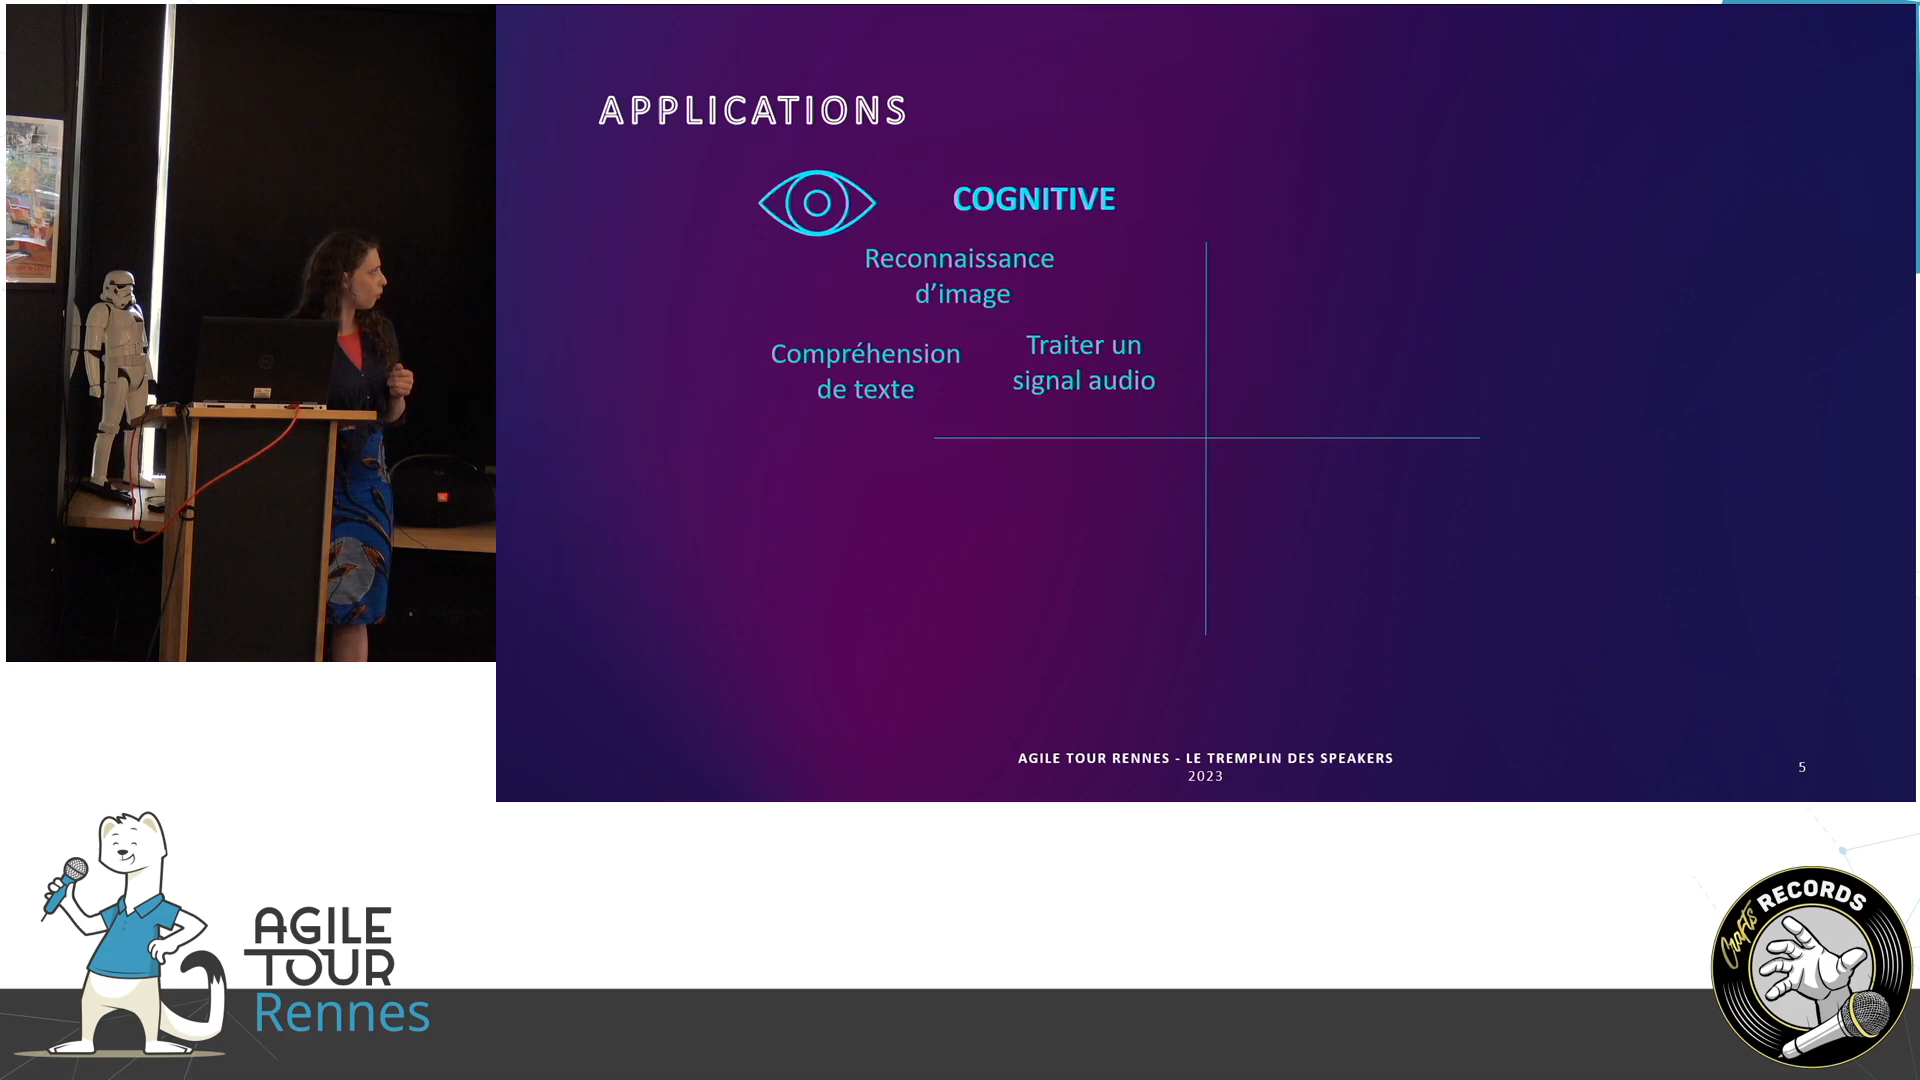 APPLICATIONS
COGNITIVE
Reconnaissance
d’image
Compréhension
de texte
Traiter un
signal audio
AGILE TOUR RENNES - LE TREMPLIN DES SPEAKERS
2023
5
AGILE
TOUR
Rennes
Crafts
RECORDS